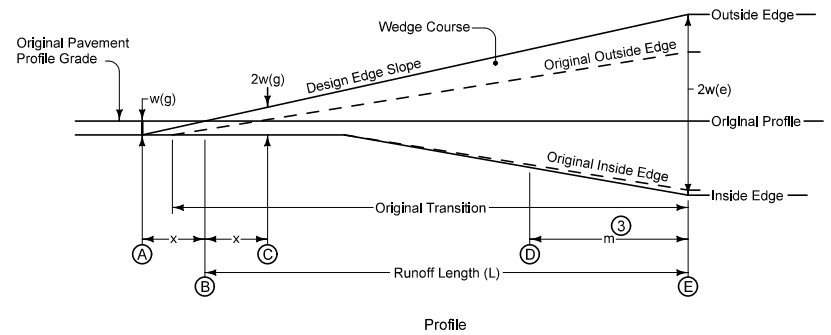 Outside Edge
Wedge Course
Original Pavement
Profile Grade
Original Outside Edge
Design Edge Slope
2w(g)
w(g)
2w(e)
Original Profile
Original Inside Edge
Inside Edge
Original Transition
3
x
x
m
A
C
D
E
Runoff Length (L)
B
Profile